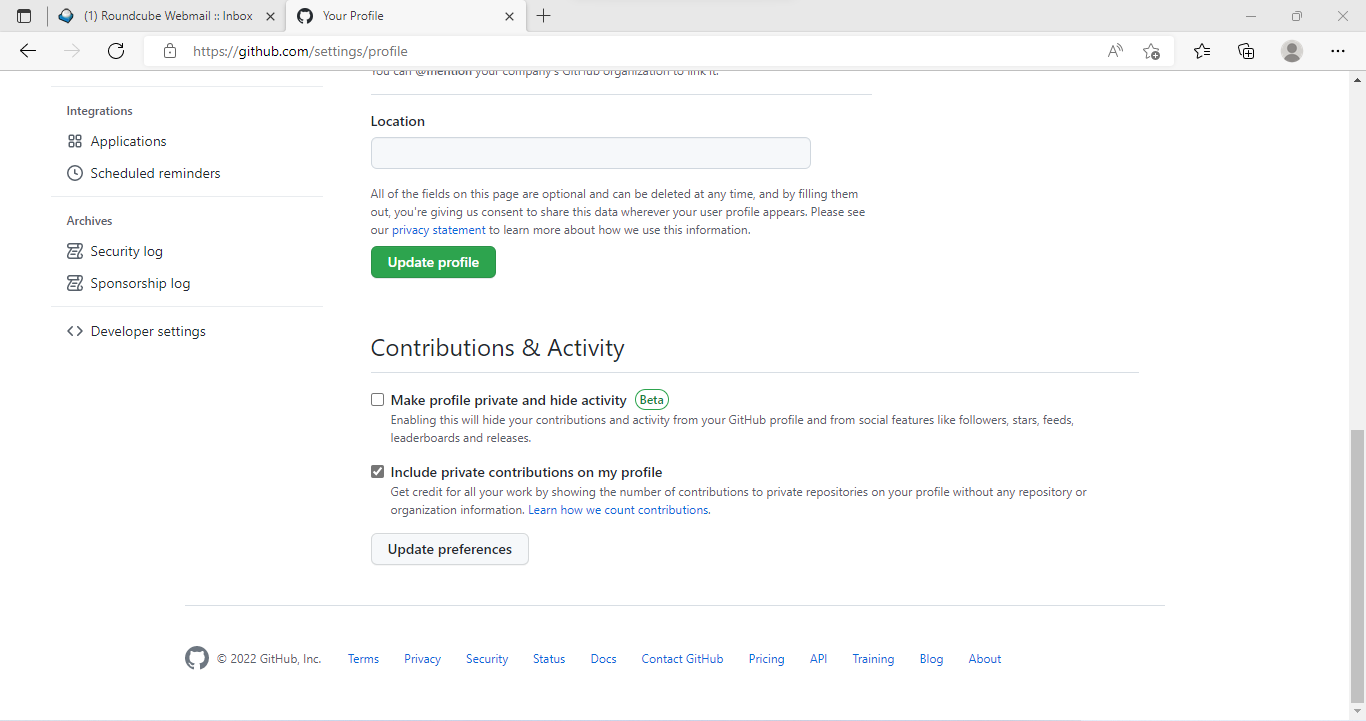 (1) Roundcube Webmail :: Inbox
Your Profile
https://github.com/settings/profile
You can @mention your company's GitHub organization to link it.
Integrations
Applications
Scheduled reminders
Archives
Security log
Sponsorship log
Developer settings
Location
All of the fields on this page are optional and can be deleted at any time, and by filling them
out, you're giving us consent to share this data wherever your user profile appears. Please see
our privacy statement to learn more about how we use this information.
Update profile
Contributions & Activity
Make profile private and hide activity Beta
Enabling this will hide your contributions and activity from your GitHub profile and from social features like followers, stars, feeds,
leaderboards and releases.
Include private contributions on my profile
Get credit for all your work by showing the number of contributions to private repositories on your profile without any repository or
organization information. Learn how we count contributions.
Update preferences
© 2022 GitHub, Inc. Terms Privacy Security Status Docs Contact GitHub Pricing API Training Blog About